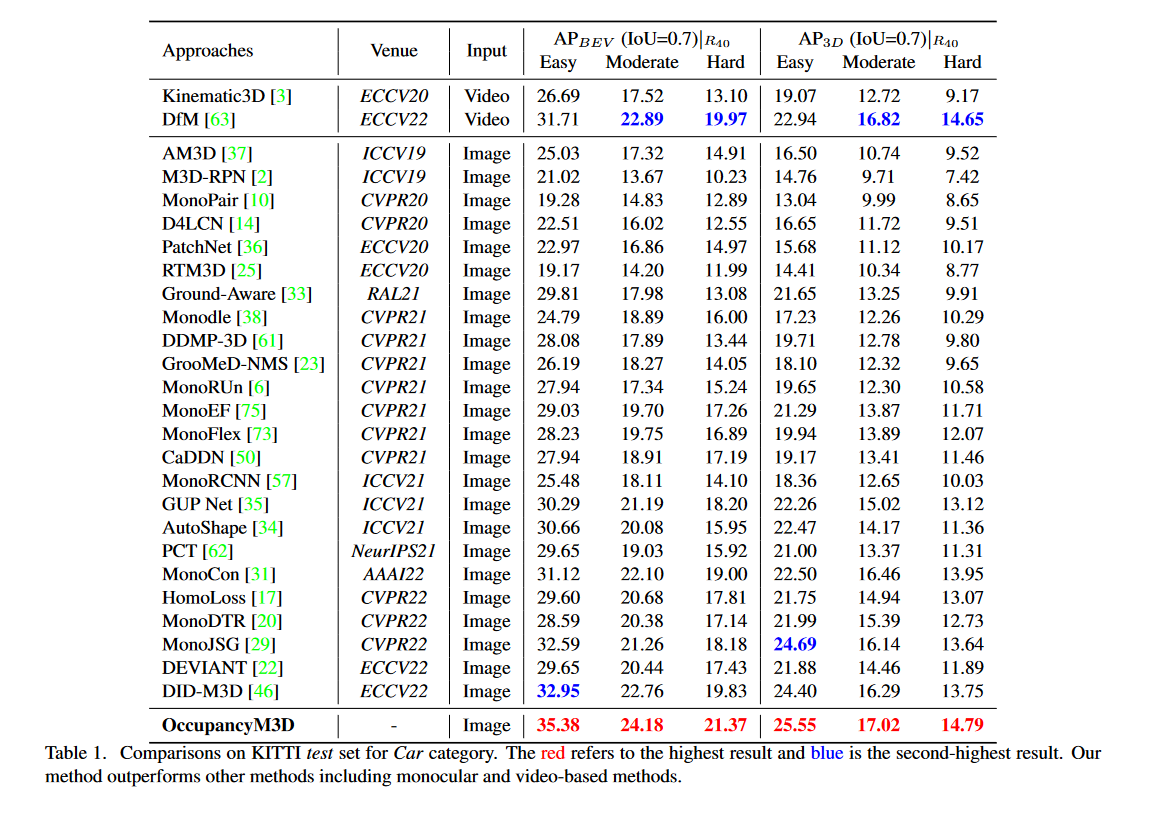 Approaches Venue Input AP_BEV (IoU=0.7)|R40 AP_3D (IoU=0.7)|R40
Easy Moderate Hard Easy Moderate Hard
Kinematic3D [3] ECCV20 Video 26.69 17.52 13.10 19.07 12.72 9.17
DfM [63] ECCV22 Video 31.71 22.89 19.97 22.94 16.82 14.65
AM3D [37] ICCV19 Image 25.03 17.32 14.91 16.50 10.74 9.52
M3D-RPN [2] ICCV19 Image 21.02 13.67 10.23 14.76 9.71 7.42
MonoPair [10] CVPR20 Image 19.28 14.83 12.89 13.04 9.99 8.65
D4LCN [14] CVPR20 Image 22.51 16.02 12.55 16.65 11.72 9.51
PatchNet [36] ECCV20 Image 22.97 16.86 14.97 15.68 11.12 10.17
RTM3D [25] ECCV20 Image 19.17 14.20 11.99 14.41 10.34 8.77
Ground-Aware [33] RAL21 Image 29.81 17.98 13.08 21.65 13.25 9.91
Monodle [38] CVPR21 Image 24.79 18.89 16.00 17.23 12.26 10.29
DDMP-3D [61] CVPR21 Image 28.08 17.89 13.44 19.71 12.78 9.80
GrooMeD-NMS [23] CVPR21 Image 26.19 18.27 14.05 18.10 12.32 9.65
MonoRUn [6] CVPR21 Image 27.94 17.34 15.24 19.65 12.30 10.58
MonoEF [75] CVPR21 Image 29.03 19.70 17.26 21.29 13.87 11.71
MonoFlex [73] CVPR21 Image 28.23 19.75 16.89 19.94 13.89 12.07
CaDDN [50] CVPR21 Image 27.94 18.91 17.19 19.17 13.41 11.46
MonoRCNN [57] ICCV21 Image 25.48 18.11 14.10 18.36 12.65 10.03
GUP Net [35] ICCV21 Image 30.29 21.19 18.20 22.26 15.02 13.12
AutoShape [34] ICCV21 Image 30.66 20.08 15.95 22.47 14.17 11.36
PCT [62] NeurIPS21 Image 29.65 19.03 15.92 21.00 13.37 11.31
MonoCon [31] AAAI22 Image 31.12 22.10 19.00 22.50 16.46 13.95
HomoLoss [17] CVPR22 Image 29.60 20.68 17.81 21.75 14.94 13.07
MonoDTR [20] CVPR22 Image 28.59 20.38 17.14 21.99 15.39 12.73
MonoJSG [29] CVPR22 Image 32.59 21.26 18.18 24.69 16.14 13.64
DEVIANT [22] ECCV22 Image 29.65 20.44 17.43 21.88 14.46 11.89
DID-M3D [46] ECCV22 Image 32.95 22.76 19.83 24.40 16.29 13.75
OccupancyM3D - Image 35.38 24.18 21.37 25.55 17.02 14.79
Table 1. Comparisons on KITTI test set for Car category. The red refers to the highest result and blue is the second-highest result. Our
method outperforms other methods including monocular and video-based methods.